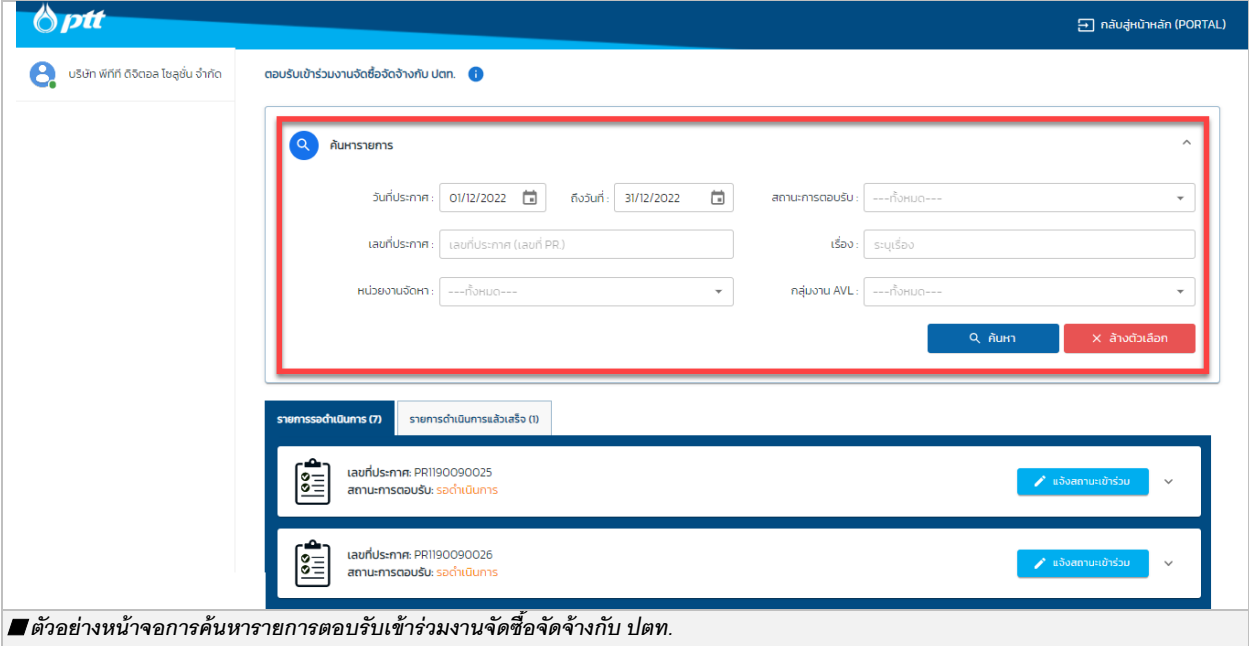 ptt
กลับสู่หน้าหลัก (PORTAL)
บริษัท พีทีที ดิจิตอล โซลูชั่น จำกัด
ตอบรับเข้าร่วมงานจัดซื้อจัดจ้างกับ ปตท. i
ค้นหารายการ
วันที่ประกาศ : 01/12/2022 ถึงวันที่ : 31/12/2022 สถานะการตอบรับ : ---ทั้งหมด---
เลขที่ประกาศ : เลขที่ประกาศ (เลขที่ PR.) เรื่อง : ระบุเรื่อง
หน่วยงานจัดหา : ---ทั้งหมด--- กลุ่มงาน AVL : ---ทั้งหมด---
ค้นหา × ล้างตัวเลือก
รายการรอดำเนินการ (7) รายการดำเนินการแล้วเสร็จ (1)
เลขที่ประกาศ: PR1190090025
สถานะการตอบรับ: รอดำเนินการ
แจ้งสถานะเข้าร่วม
เลขที่ประกาศ: PR1190090026
สถานะการตอบรับ: รอดำเนินการ
แจ้งสถานะเข้าร่วม
ตัวอย่างหน้าจอการค้นหารายการตอบรับเข้าร่วมงานจัดซื้อจัดจ้างกับ ปตท.